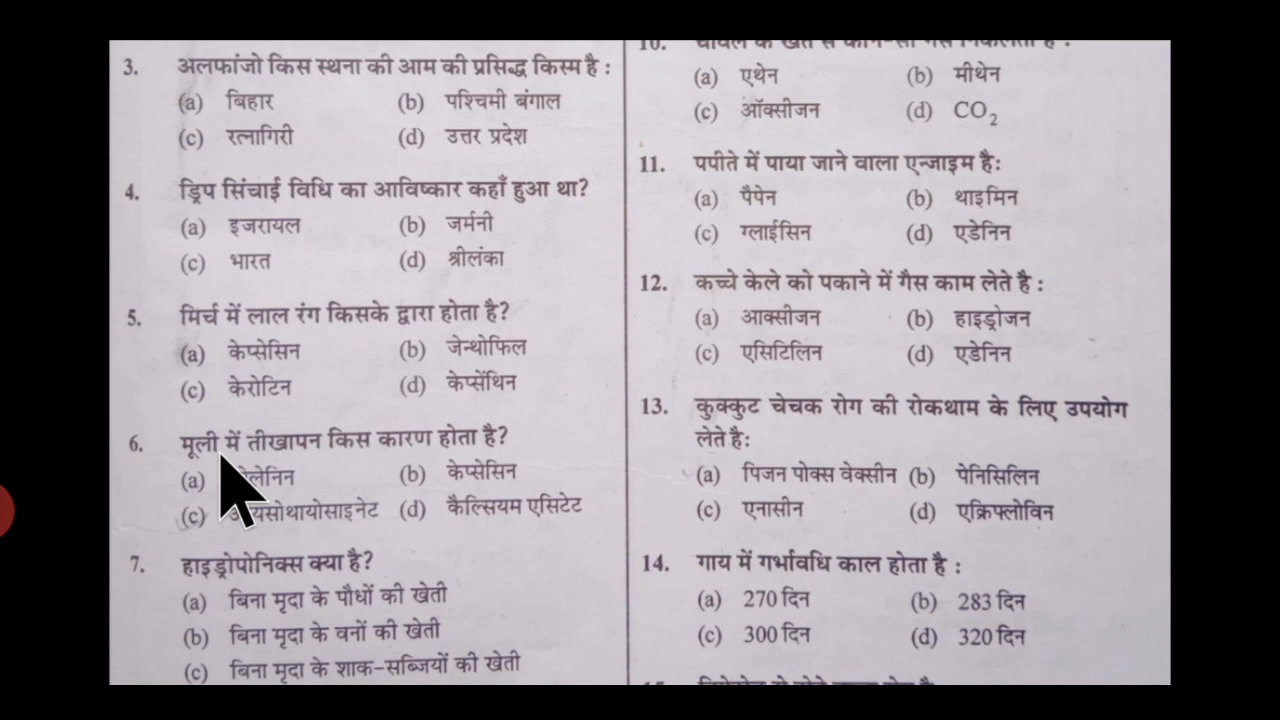 3. अलफांजो किस स्थना की आम की प्रसिद्ध किस्म है :
(a) बिहार (b) पश्चिमी बंगाल
(c) रत्नागिरी (d) उत्तर प्रदेश
4. ड्रिप सिंचाई विधि का आविष्कार कहाँ हुआ था?
(a) इजरायल (b) जर्मनी
(c) भारत (d) श्रीलंका
5. मिर्च में लाल रंग किसके द्वारा होता है?
(a) केप्सेसिन (b) जेन्थोफिल
(c) केरोटिन (d) केप्सेंथिन
6. मूली में तीखापन किस कारण होता है?
(a) (b) केप्सेसिन
(c) (d) कैल्सियम एसिटेट
7. हाइड्रोपोनिक्स क्या है?
(a) बिना मृदा के पौधों की खेती
(b) बिना मृदा के वनों की खेती
(c) बिना मृदा के शाक-सब्जियों की खेती
10.
(a) एथेन (b) मीथेन
(c) ऑक्सीजन (d) CO₂
11. पपीते में पाया जाने वाला एन्जाइम है:
(a) पैपेन (b) थाइमिन
(c) ग्लाईसिन (d) एडेनिन
12. कच्चे केले को पकाने में गैस काम लेते है :
(a) आक्सीजन (b) हाइड्रोजन
(c) एसिटिलिन (d) एडेनिन
13. कुक्कुट चेचक रोग की रोकथाम के लिए उपयोग
लेते है:
(a) पिजन पोक्स वेक्सीन (b) पेनिसिलिन
(c) एनासीन (d) एक्रिफ्लोविन
14. गाय में गर्भावधि काल होता है :
(a) 270 दिन (b) 283 दिन
(c) 300 दिन (d) 320 दिन